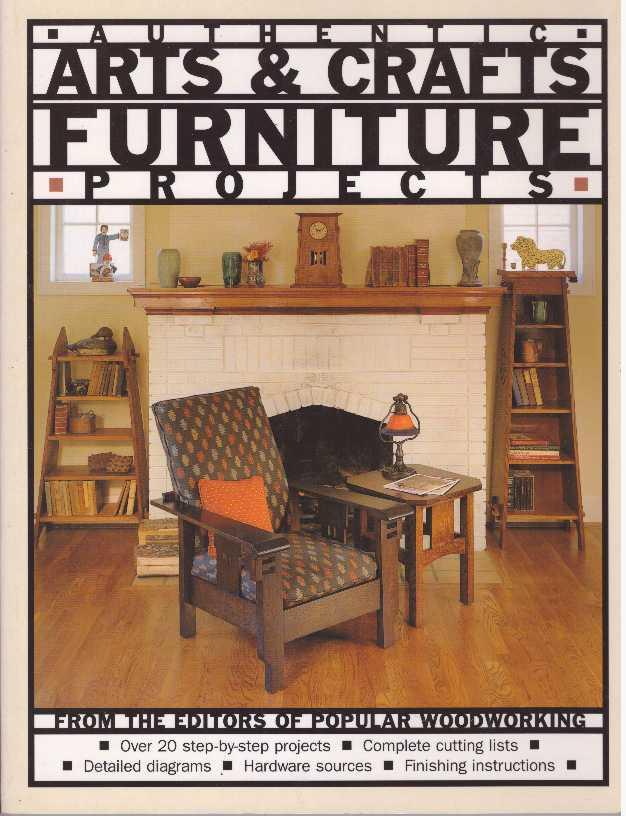 ■ AUTHENTIC ■
ARTS & CRAFTS
FURNITURE
■ PROJECTS ■
FROM THE EDITORS OF POPULAR WOODWORKING
■ Over 20 step-by-step projects ■ Complete cutting lists ■
■ Detailed diagrams ■ Hardware sources ■ Finishing instructions ■